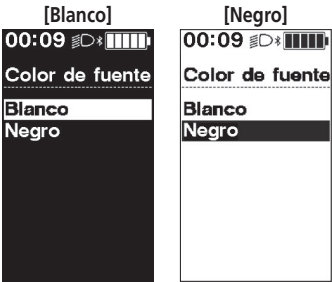 [Blanco]
00:09
Color de fuente
Blanco
Negro
[Negro]
00:09
Color de fuente
Blanco
Negro